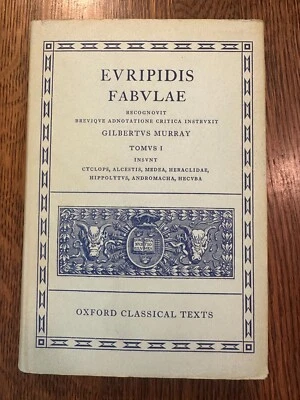 EVRIPIDIS
FABVLAE
RECOGNOVIT
BREVIQVE ADNOTATIONE CRITICA INSTRVXIT
GILBERTVS MURRAY
TOMVS I
INSVNT
CYCLOPS, ALCESTIS, MEDEA, HERACLIDAE,
HIPPOLYTVS, ANDROMACHA, HECVBA
OXFORD CLASSICAL TEXTS